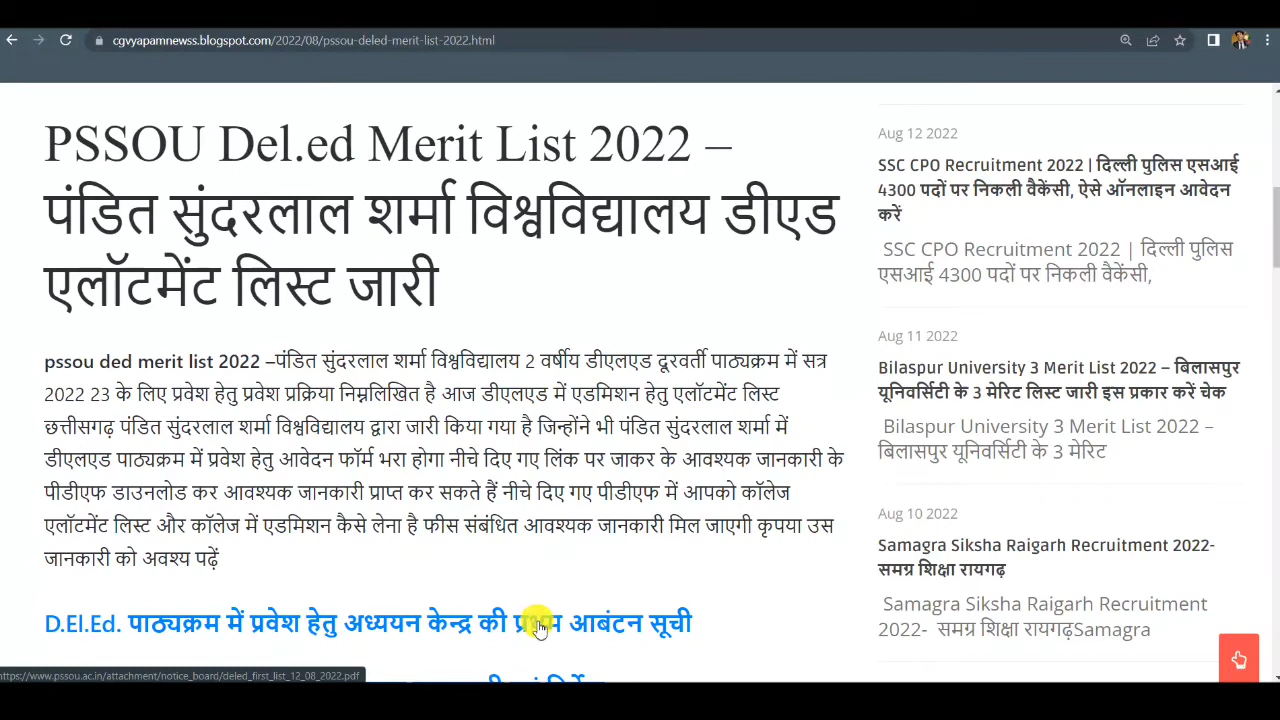 cgvyapamnewss.blogspot.com/2022/08/pssou-deled-merit-list-2022.html
PSSOU Del.ed Merit List 2022 –
पंडित सुंदरलाल शर्मा विश्वविद्यालय डीएड
एलॉटमेंट लिस्ट जारी
pssou ded merit list 2022 –पंडित सुंदरलाल शर्मा विश्वविद्यालय 2 वर्षीय डीएलएड दूरवर्ती पाठ्यक्रम में सत्र
2022 23 के लिए प्रवेश हेतु प्रवेश प्रक्रिया निम्नलिखित है आज डीएलएड में एडमिशन हेतु एलॉटमेंट लिस्ट
छत्तीसगढ़ पंडित सुंदरलाल शर्मा विश्वविद्यालय द्वारा जारी किया गया है जिन्होंने भी पंडित सुंदरलाल शर्मा में
डीएलएड पाठ्यक्रम में प्रवेश हेतु आवेदन फॉर्म भरा होगा नीचे दिए गए लिंक पर जाकर के आवश्यक जानकारी के
पीडीएफ डाउनलोड कर आवश्यक जानकारी प्राप्त कर सकते हैं नीचे दिए गए पीडीएफ में आपको कॉलेज
एलॉटमेंट लिस्ट और कॉलेज में एडमिशन कैसे लेना है फीस संबंधित आवश्यक जानकारी मिल जाएगी कृपया उस
जानकारी को अवश्य पढ़ें
D.El.Ed. पाठ्यक्रम में प्रवेश हेतु अध्ययन केन्द्र की प्रथम आबंटन सूची
https://www.pssou.ac.in/attachment/notice_board/deled_first_list_12_08_2022.pdf
Aug 12 2022
SSC CPO Recruitment 2022 | दिल्ली पुलिस एसआई
4300 पदों पर निकली वैकेंसी, ऐसे ऑनलाइन आवेदन
करें
SSC CPO Recruitment 2022 | दिल्ली पुलिस
एसआई 4300 पदों पर निकली वैकेंसी,
Aug 11 2022
Bilaspur University 3 Merit List 2022 – बिलासपुर
यूनिवर्सिटी के 3 मेरिट लिस्ट जारी इस प्रकार करें चेक
Bilaspur University 3 Merit List 2022 –
बिलासपुर यूनिवर्सिटी के 3 मेरिट
Aug 10 2022
Samagra Siksha Raigarh Recruitment 2022-
समग्र शिक्षा रायगढ़
Samagra Siksha Raigarh Recruitment
2022- समग्र शिक्षा रायगढ़Samagra